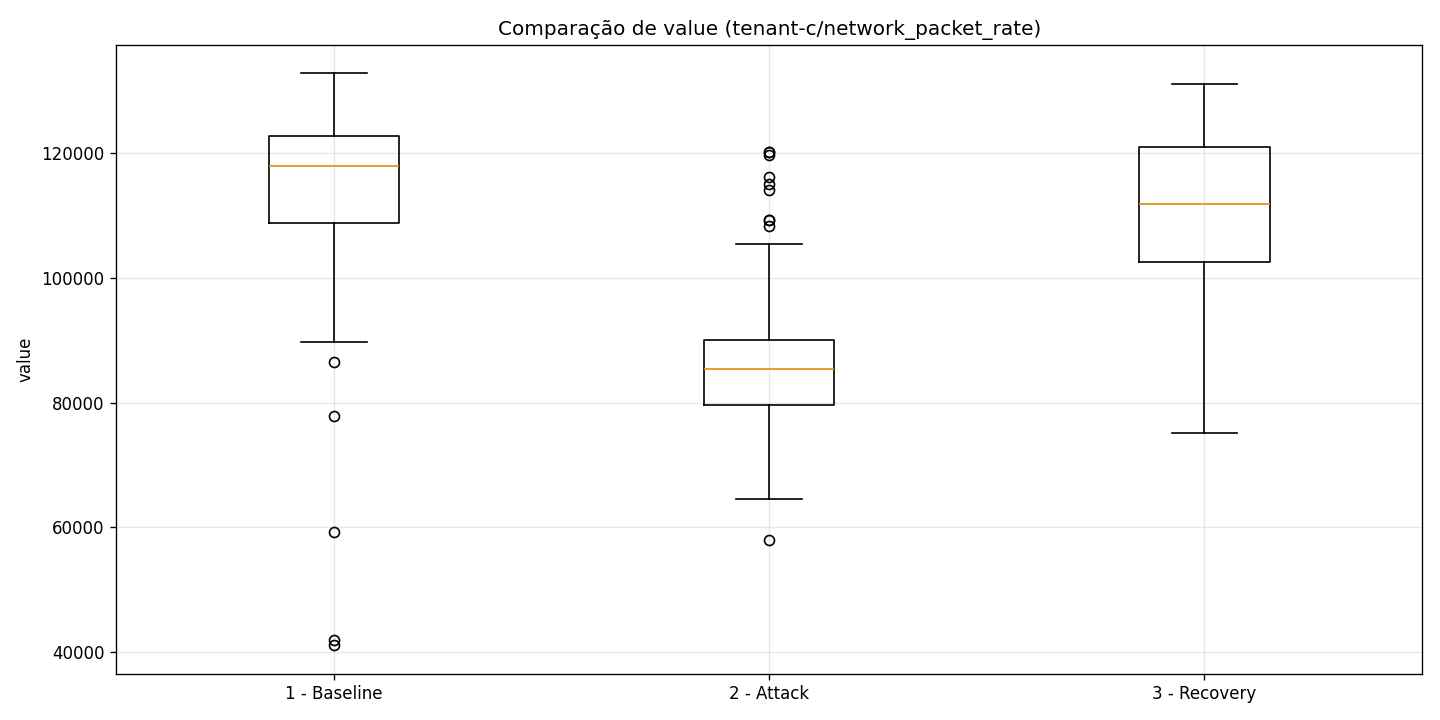 Comparação de value (tenant-c/network_packet_rate)
value
120000
100000
80000
60000
40000
1 - Baseline
2 - Attack
3 - Recovery